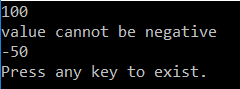 100
value cannot be negative
-50
Press any key to exist.